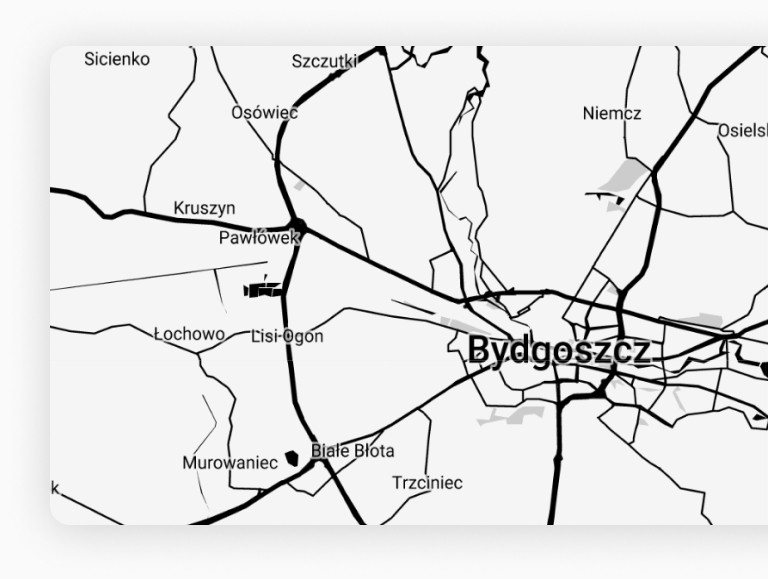 Sicienko
Szczutki
Osówiec
Niemcz
Osielsk
Kruszyn
Pawłówek
Łochowo
Lisi Ogon
Bydgoszcz
Białe Błota
Murowaniec
Trzciniec
k